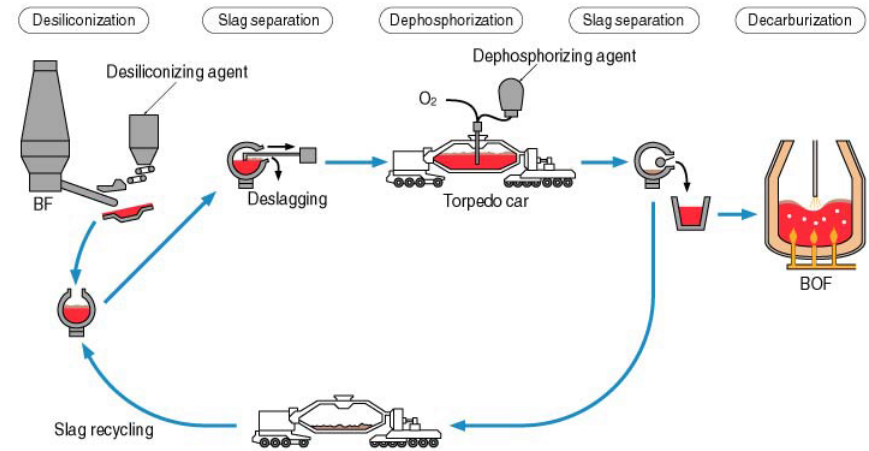 Desiliconization
Slag separation
Dephosphorization
Slag separation
Decarburization
Desiliconizing agent
Dephosphorizing agent
O₂
BF
Deslagging
Torpedo car
BOF
Slag recycling